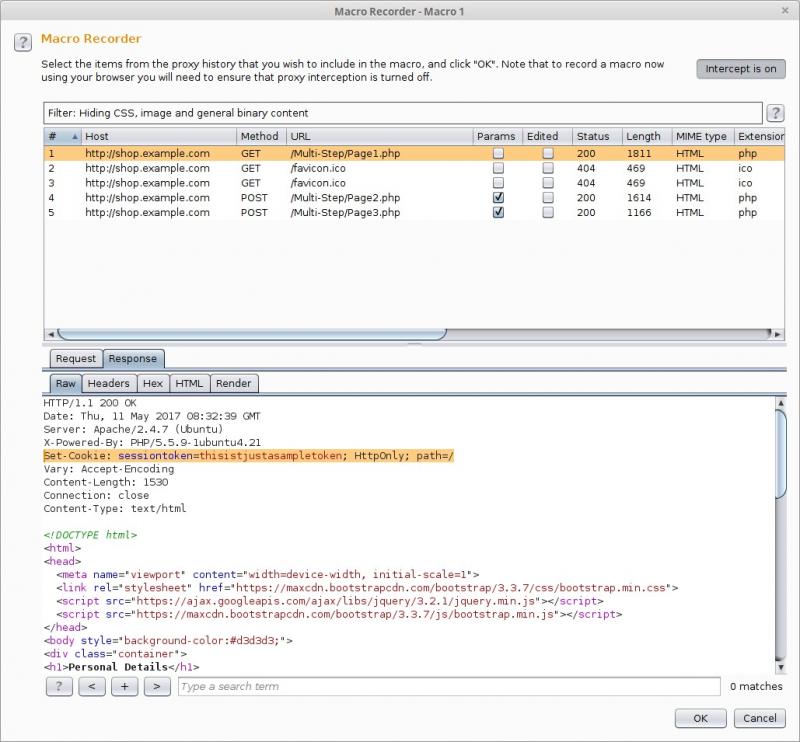 Macro Recorder - Macro 1
?
Macro Recorder
Select the items from the proxy history that you wish to include in the macro, and click "OK". Note that to record a macro now
using your browser you will need to ensure that proxy interception is turned off.
Intercept is on
Filter: Hiding CSS, image and general binary content
?
# Host Method URL Params Edited Status Length MIME type Extension
1 http://shop.example.com GET /Multi-Step/Page1.php 200 1811 HTML php
2 http://shop.example.com GET /favicon.ico 404 469 HTML ico
3 http://shop.example.com GET /favicon.ico 404 469 HTML ico
4 http://shop.example.com POST /Multi-Step/Page2.php 200 1614 HTML php
5 http://shop.example.com POST /Multi-Step/Page3.php 200 1166 HTML php
Request Response
Raw Headers Hex HTML Render
HTTP/1.1 200 OK
Date: Thu, 11 May 2017 08:32:39 GMT
Server: Apache/2.4.7 (Ubuntu)
X-Powered-By: PHP/5.5.9-1ubuntu4.21
Set-Cookie: sessiontoken=thisistjustasampletoken; HttpOnly; path=/
Vary: Accept-Encoding
Content-Length: 1530
Connection: close
Content-Type: text/html
<!DOCTYPE html>
<html>
<head>
<meta name="viewport" content="width=device-width, initial-scale=1">
<link rel="stylesheet" href="https://maxcdn.bootstrapcdn.com/bootstrap/3.3.7/css/bootstrap.min.css">
<script src="https://ajax.googleapis.com/ajax/libs/jquery/3.2.1/jquery.min.js"></script>
<script src="https://maxcdn.bootstrapcdn.com/bootstrap/3.3.7/js/bootstrap.min.js"></script>
</head>
<body style="background-color:#d3d3d3;">
<div class="container">
<h1>Personal Details</h1>
? < + > Type a search term 0 matches
OK Cancel